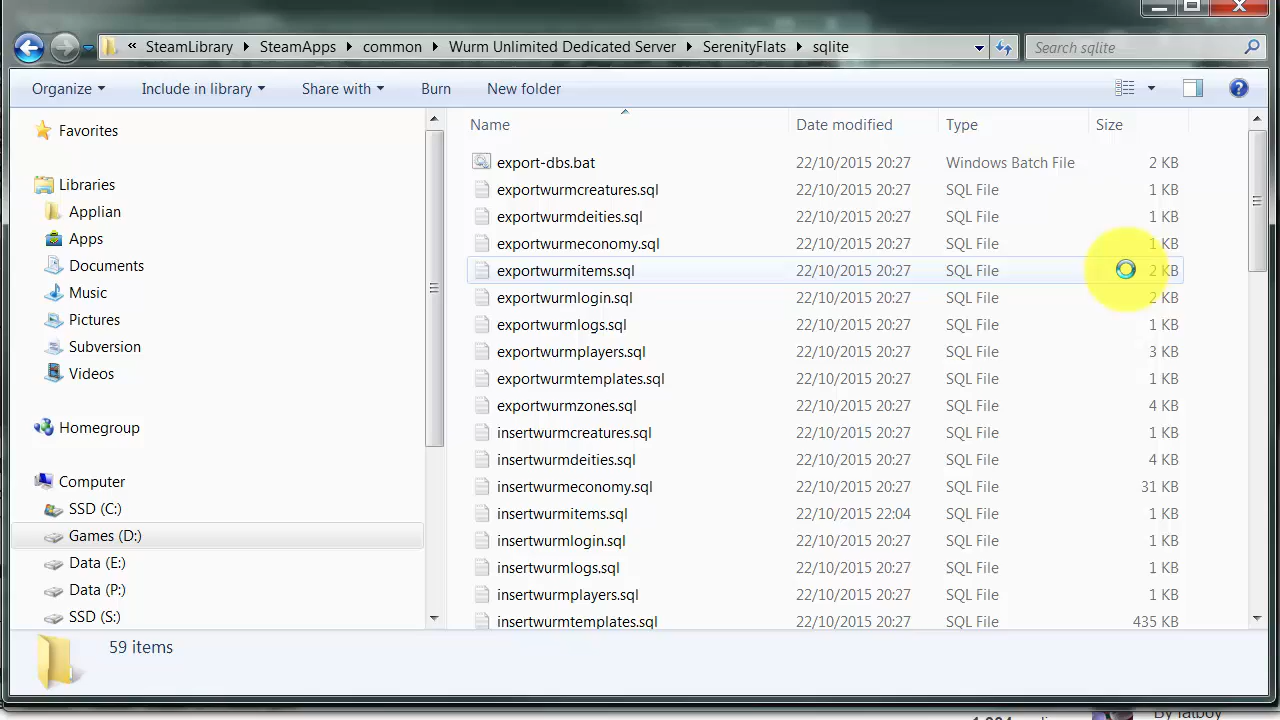 « SteamLibrary SteamApps common Wurm Unlimited Dedicated Server SerenityFlats sqlite Search sqlite
Organize Include in library Share with Burn New folder
Favorites
Libraries
Applian
Apps
Documents
Music
Pictures
Subversion
Videos
Homegroup
Computer
SSD (C:)
Games (D:)
Data (E:)
Data (P:)
SSD (S:)
Name Date modified Type Size
export-dbs.bat 22/10/2015 20:27 Windows Batch File 2 KB
exportwurmcreatures.sql 22/10/2015 20:27 SQL File 1 KB
exportwurmdeities.sql 22/10/2015 20:27 SQL File 1 KB
exportwurmeconomy.sql 22/10/2015 20:27 SQL File 1 KB
exportwurmitems.sql 22/10/2015 20:27 SQL File 2 KB
exportwurmlogin.sql 22/10/2015 20:27 SQL File 2 KB
exportwurmlogs.sql 22/10/2015 20:27 SQL File 1 KB
exportwurmplayers.sql 22/10/2015 20:27 SQL File 3 KB
exportwurmtemplates.sql 22/10/2015 20:27 SQL File 1 KB
exportwurmzones.sql 22/10/2015 20:27 SQL File 4 KB
insertwurmcreatures.sql 22/10/2015 20:27 SQL File 1 KB
insertwurmdeities.sql 22/10/2015 20:27 SQL File 4 KB
insertwurmeconomy.sql 22/10/2015 20:27 SQL File 31 KB
insertwurmitems.sql 22/10/2015 22:04 SQL File 1 KB
insertwurmlogin.sql 22/10/2015 20:27 SQL File 1 KB
insertwurmlogs.sql 22/10/2015 20:27 SQL File 1 KB
insertwurmplayers.sql 22/10/2015 20:27 SQL File 1 KB
insertwurmtemplates.sql 22/10/2015 20:27 SQL File 435 KB
59 items